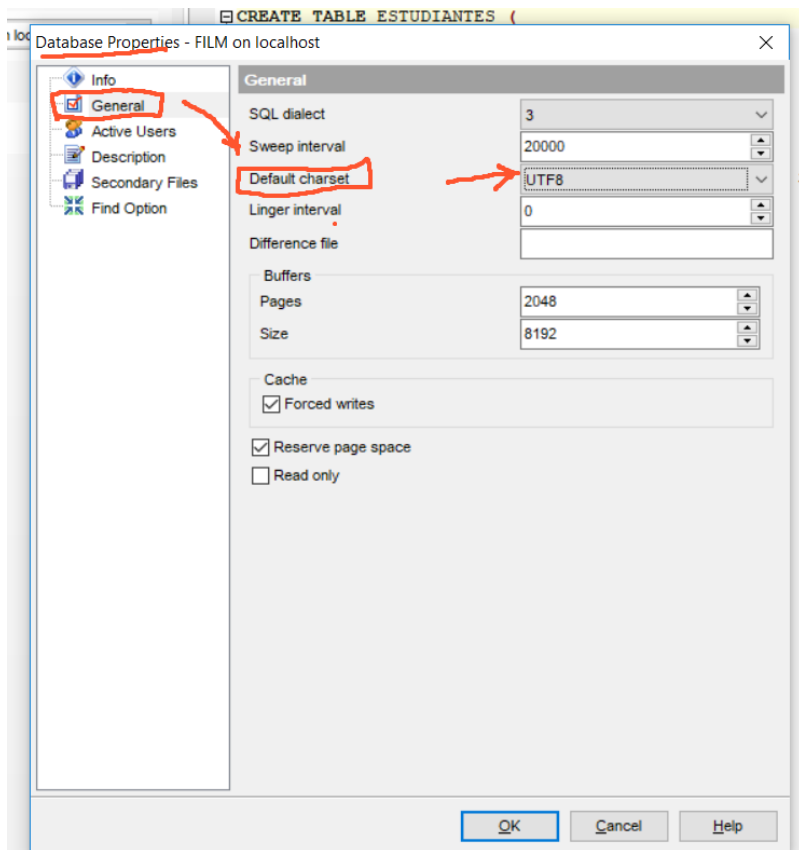 CREATE TABLE ESTUDIANTES (
n loc
Database Properties - FILM on localhost
Info
General
Active Users
Description
Secondary Files
Find Option
General
SQL dialect 3
Sweep interval 20000
Default charset UTF8
Linger interval 0
Difference file
Buffers
Pages 2048
Size 8192
Cache
Forced writes
Reserve page space
Read only
OK Cancel Help